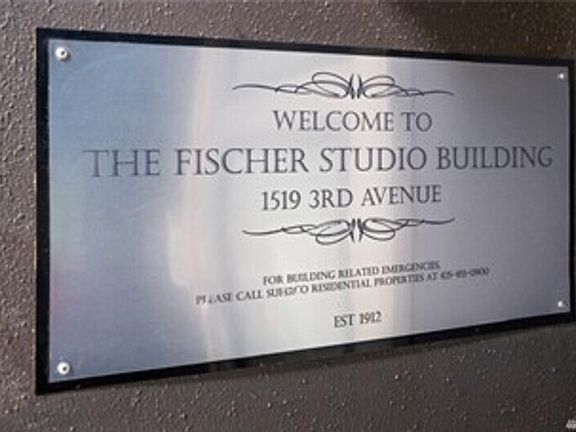 WELCOME TO
THE FISCHER STUDIO BUILDING
1519 3RD AVENUE
FOR BUILDING RELATED EMERGENCIES,
PLEASE CALL RESIDENTIAL PROPERTIES AT
EST 1912